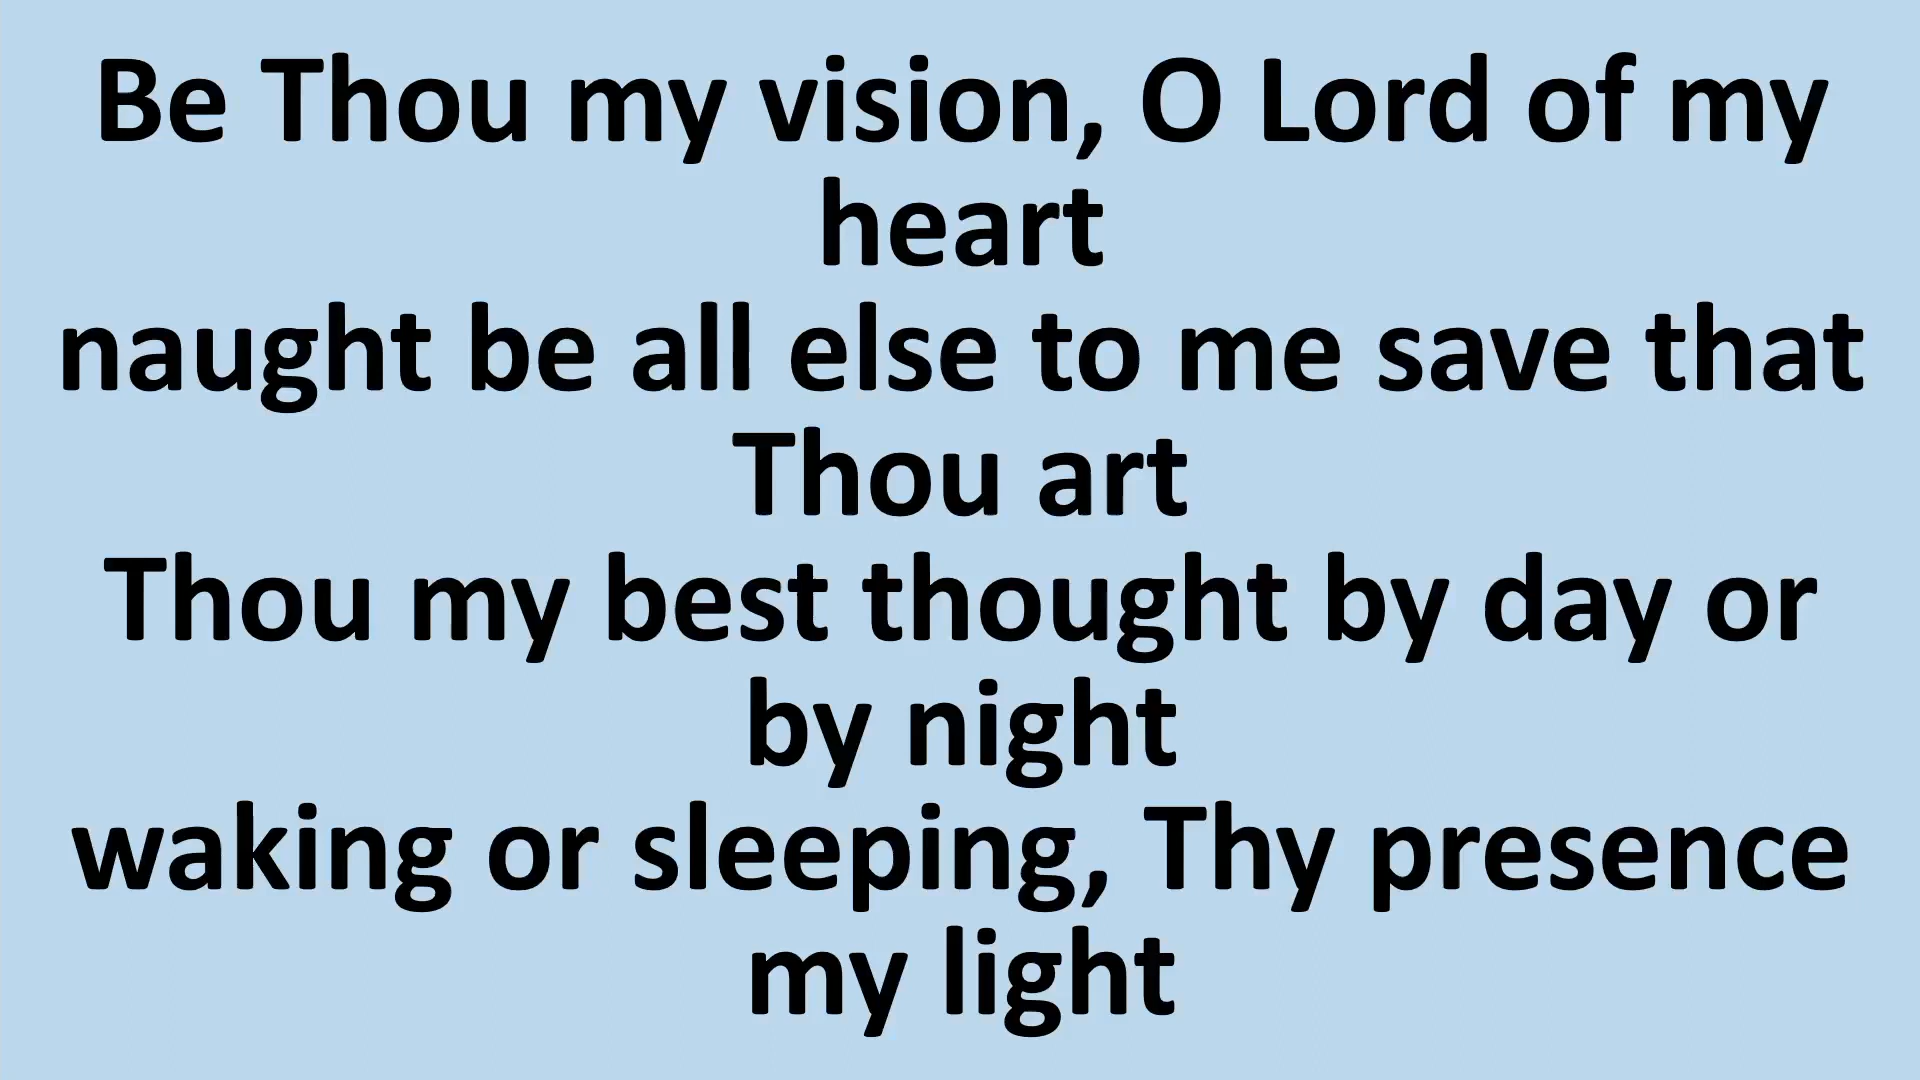 Be Thou my vision, O Lord of my
heart
naught be all else to me save that
Thou art
Thou my best thought by day or
by night
waking or sleeping, Thy presence
my light